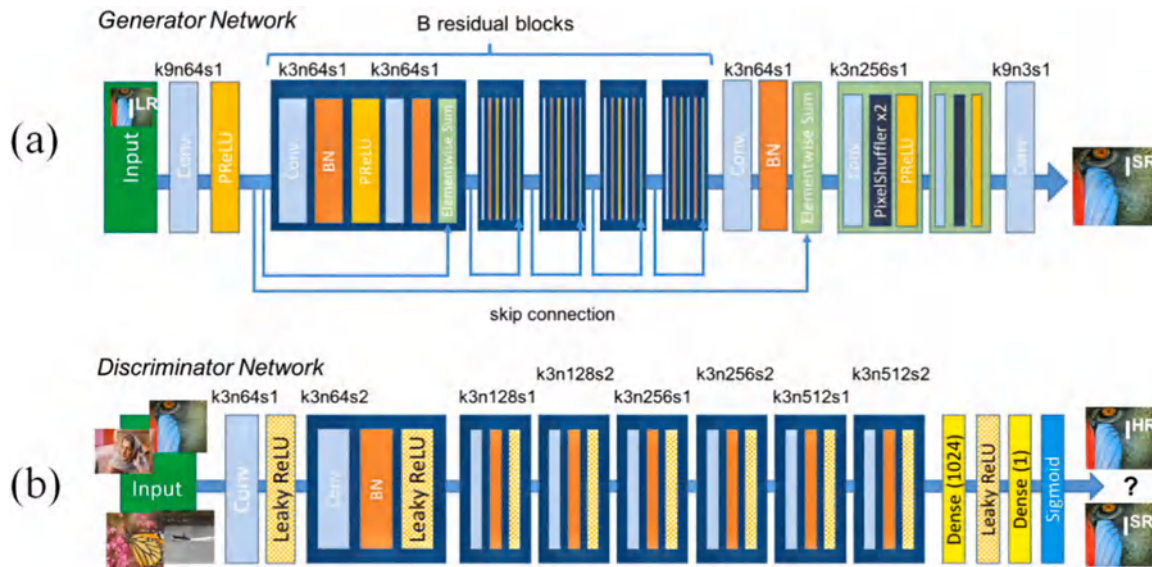 Generator Network
B residual blocks
k9n64s1
k3n64s1 k3n64s1
k3n64s1
k3n256s1
k9n3s1
(a)
I LR
Input
Conv
PReLU
Conv
BN
PReLU
Elementwise Sum
Conv
BN
Elementwise Sum
Conv
PixelShuffler x2
PReLU
Conv
I SR
skip connection
Discriminator Network
k3n64s1
k3n64s2
k3n128s1
k3n128s2
k3n256s1
k3n256s2
k3n512s1
k3n512s2
(b)
Input
Conv
Leaky ReLU
Conv
BN
Leaky ReLU
Dense (1024)
Leaky ReLU
Dense (1)
Sigmoid
I HR
?
I SR